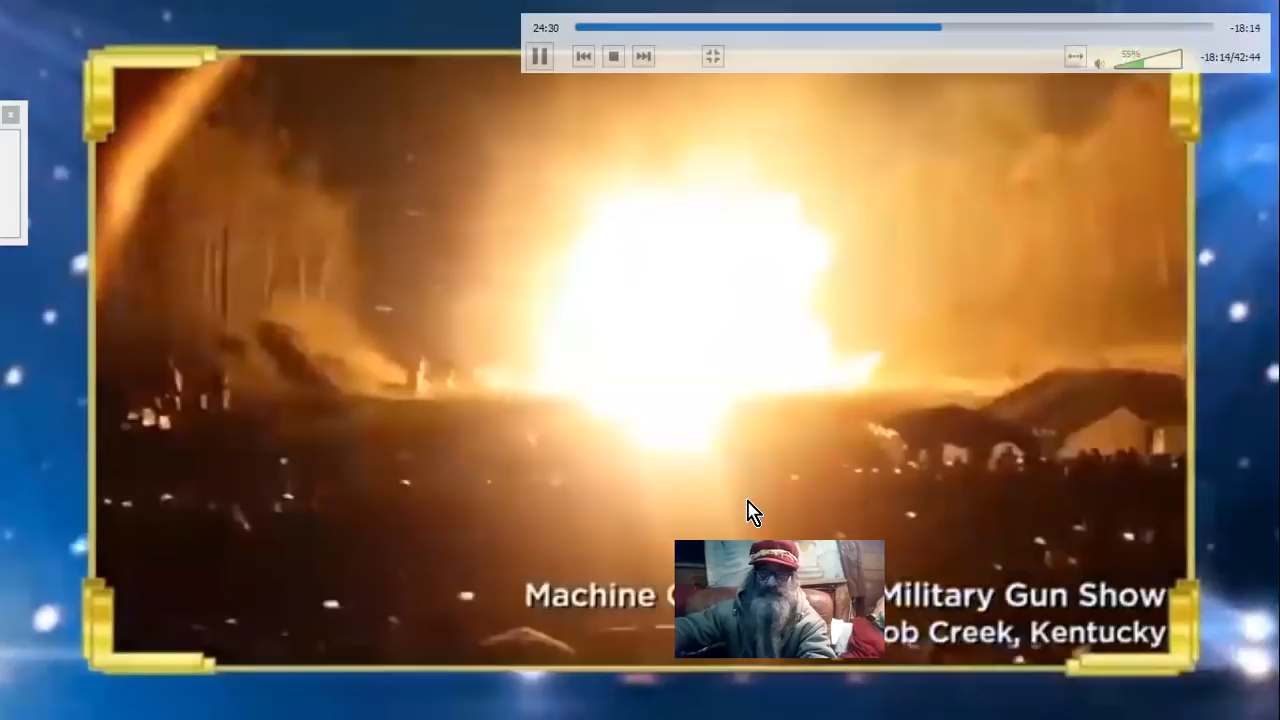 24:30
-18:14
55%
-18:14/42:44
Machine Military Gun Show
ob Creek, Kentucky